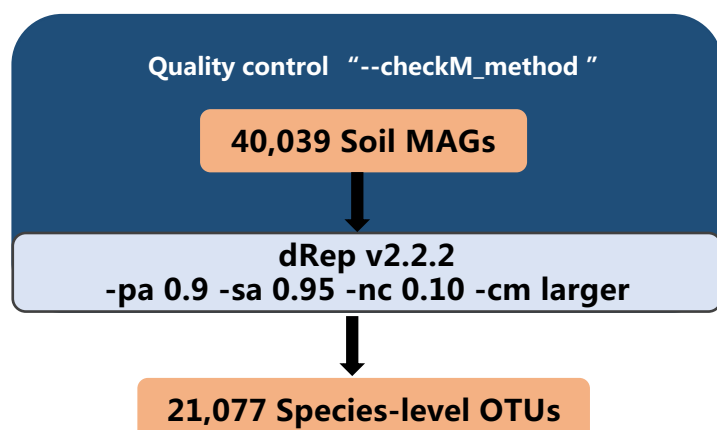 Quality control “--checkM_method ”
40,039 Soil MAGs
dRep v2.2.2
-pa 0.9 -sa 0.95 -nc 0.10 -cm larger
21,077 Species-level OTUs